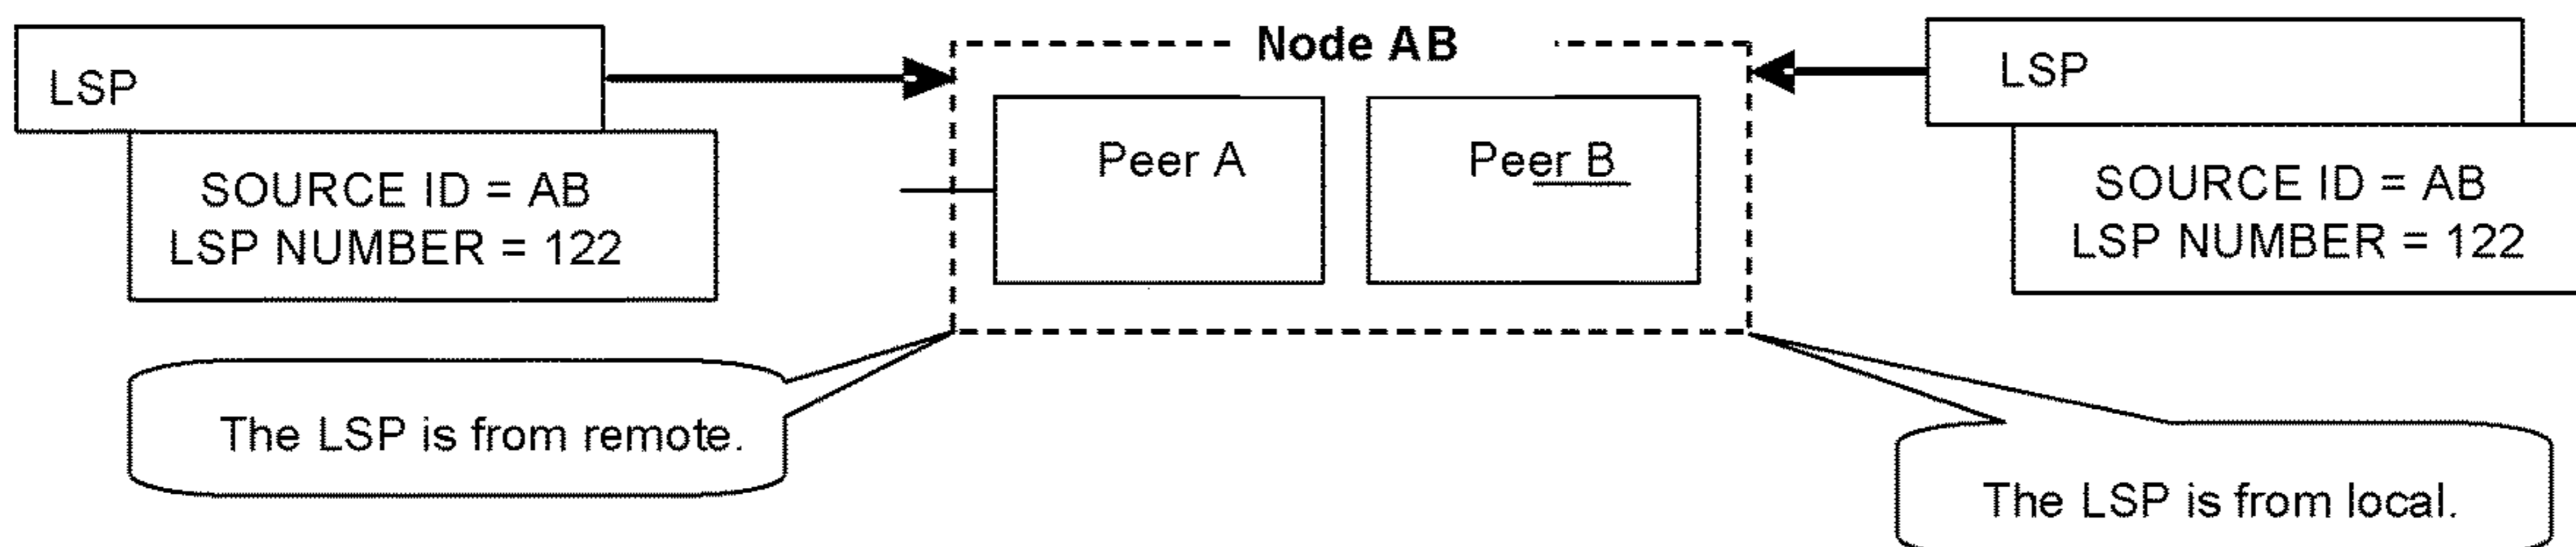 Node AB
LSP
SOURCE ID = AB
LSP NUMBER = 122
Peer A
Peer B
LSP
SOURCE ID = AB
LSP NUMBER = 122
The LSP is from remote.
The LSP is from local.